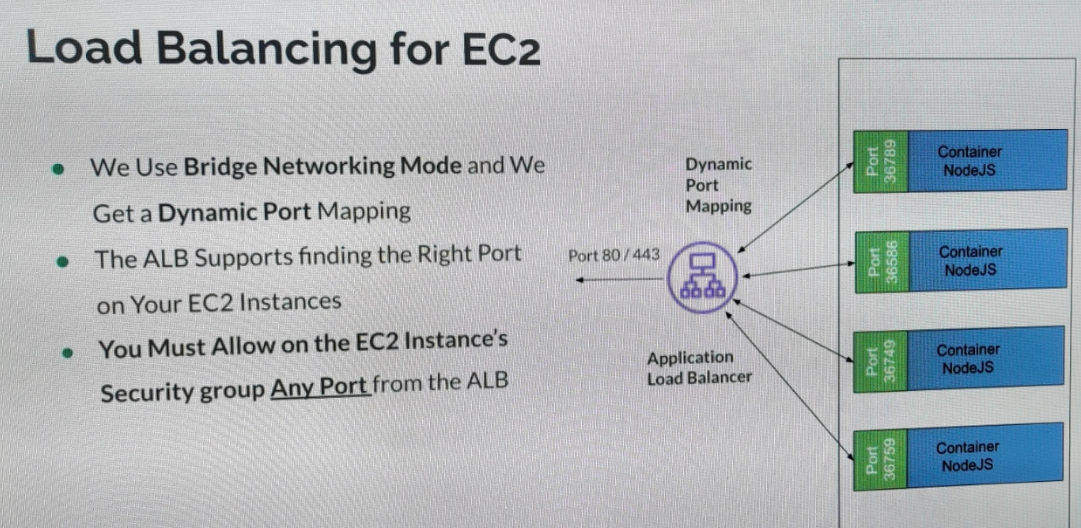 Load Balancing for EC2
We Use Bridge Networking Mode and We
Get a Dynamic Port Mapping
The ALB Supports finding the Right Port
on Your EC2 Instances
You Must Allow on the EC2 Instance's
Security group Any Port from the ALB
Dynamic
Port
Mapping
Port 80 / 443
Application
Load Balancer
Port
36789
Container
NodeJS
Port
36586
Container
NodeJS
Port
36749
Container
NodeJS
Port
36759
Container
NodeJS